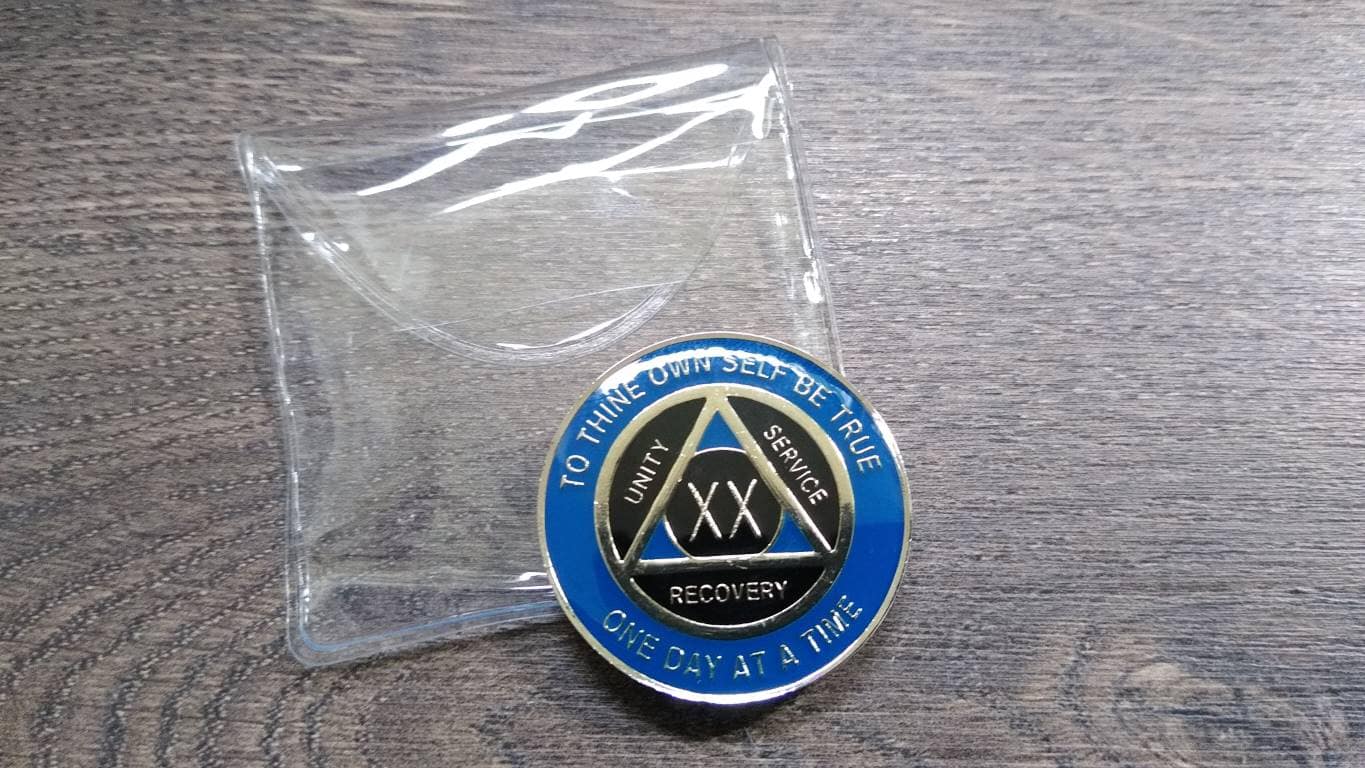 TO THINE OWN SELF BE TRUE
UNITY
SERVICE
XX
RECOVERY
ONE DAY AT A TIME